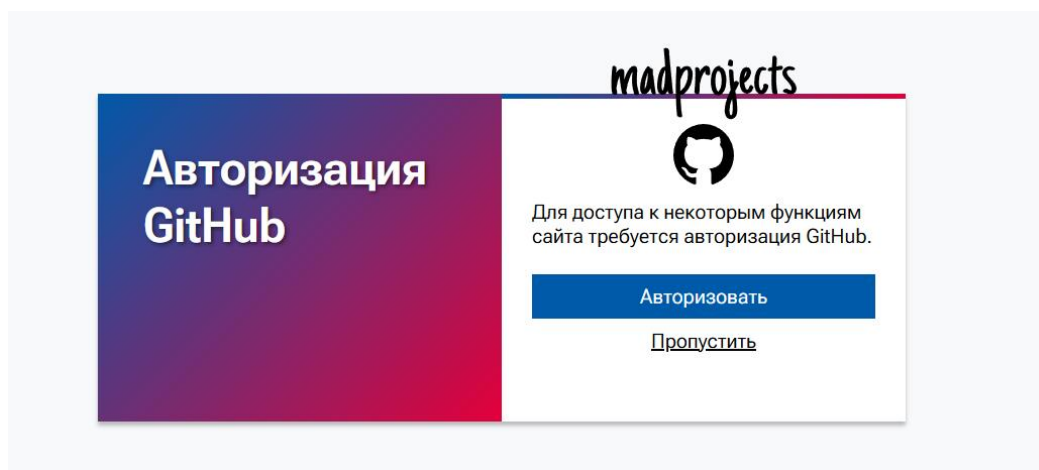 madprojects
Авторизация
GitHub
Для доступа к некоторым функциям
сайта требуется авторизация GitHub.
Авторизовать
Пропустить